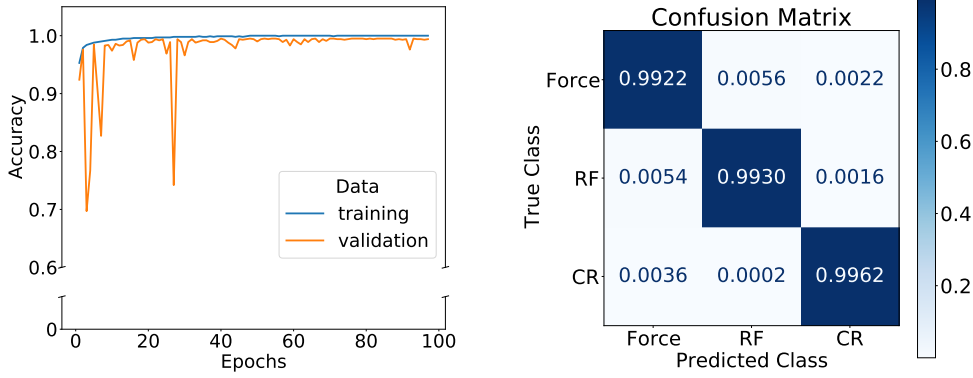 1.0
0.9
0.8
0.7
0.6
0
Accuracy
0 20 40 60 80 100
Epochs
Data
training
validation
Confusion Matrix
True Class
Force 0.9922 0.0056 0.0022
RF 0.0054 0.9930 0.0016
CR 0.0036 0.0002 0.9962
Force RF CR
Predicted Class
0.8
0.6
0.4
0.2